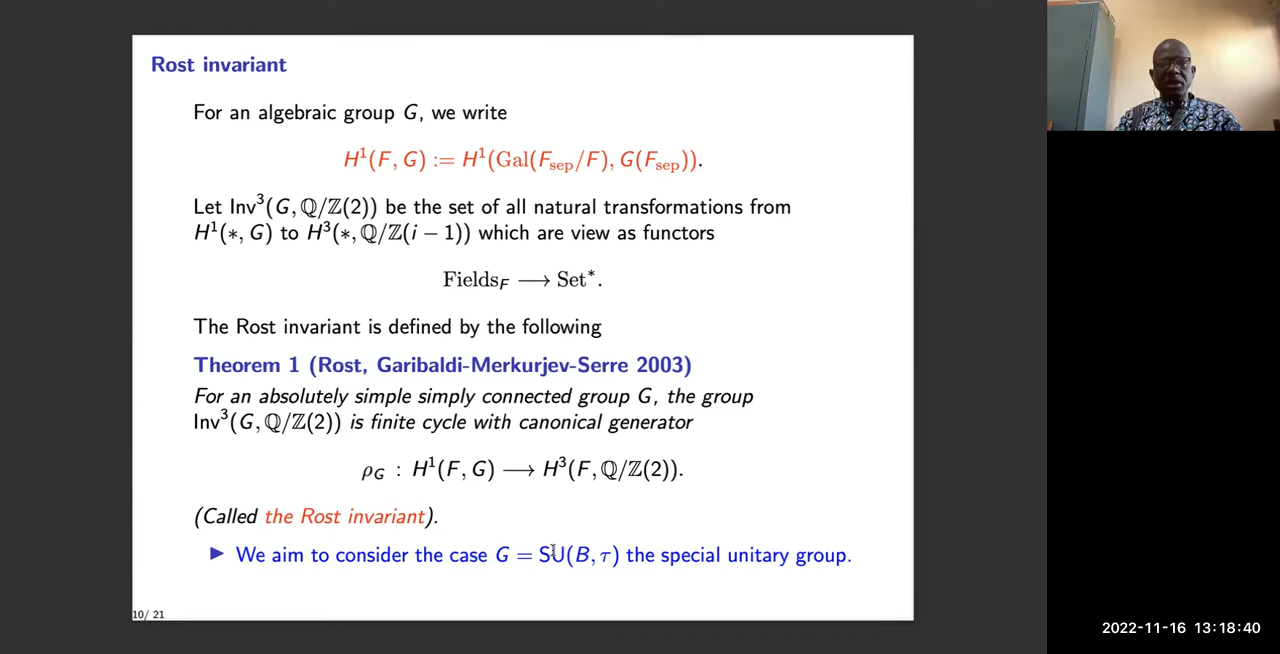 Rost invariant
For an algebraic group G, we write
H¹(F, G) := H¹(Gal(F_sep/F), G(F_sep)).
Let Inv³(G, ℚ/ℤ(2)) be the set of all natural transformations from
H¹(∗, G) to H³(∗, ℚ/ℤ(i − 1)) which are view as functors
Fields_F ⟶ Set*.
The Rost invariant is defined by the following
Theorem 1 (Rost, Garibaldi-Merkurjev-Serre 2003)
For an absolutely simple simply connected group G, the group
Inv³(G, ℚ/ℤ(2)) is finite cycle with canonical generator
ρ_G : H¹(F, G) ⟶ H³(F, ℚ/ℤ(2)).
(Called the Rost invariant).
▶ We aim to consider the case G = SU(B, τ) the special unitary group.
10/ 21
2022-11-16 13:18:40